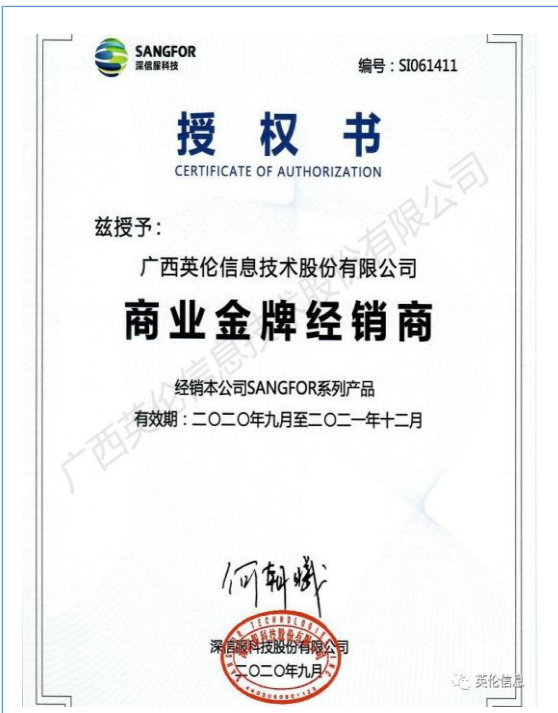 SANGFOR
深信服科技
编号：SI061411
授权书
CERTIFICATE OF AUTHORIZATION
兹授予：
广西英伦信息技术股份有限公司
商业金牌经销商
经销本公司SANGFOR系列产品
有效期：二〇二〇年九月至二〇二一年十二月
广西英伦信息技术股份有限公司
何朝曦
深信服科技股份有限公司
二〇二〇年九月
英伦信息